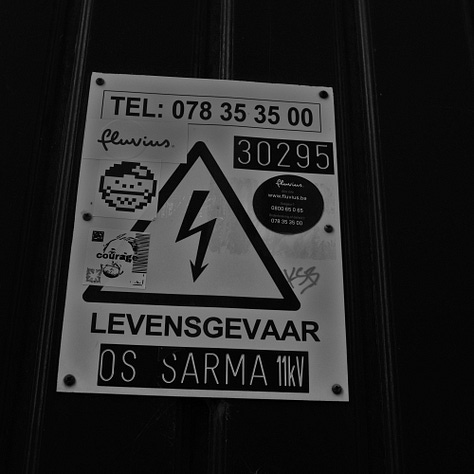 TEL: 078 35 35 00
fluvius.
30295
fluvius.
www.fluvius.be
0800 65 0 65
078 35 35 00
courage
LEVENSGEVAAR
OS SARMA 11kV